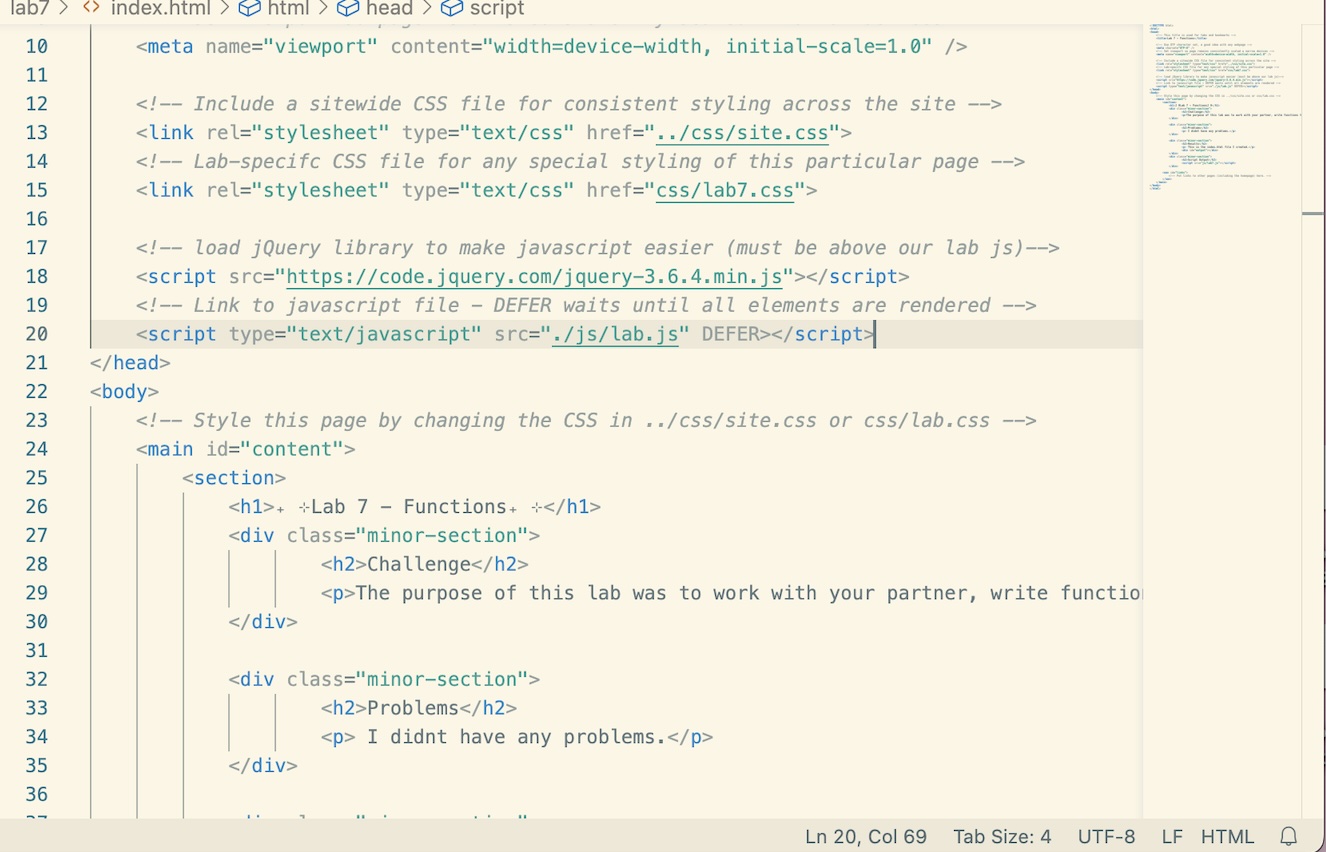 lab7 > <> index.html > html > head > script
10 <meta name="viewport" content="width=device-width, initial-scale=1.0" />
11
12 <!-- Include a sitewide CSS file for consistent styling across the site -->
13 <link rel="stylesheet" type="text/css" href="../css/site.css">
14 <!-- Lab-specifc CSS file for any special styling of this particular page -->
15 <link rel="stylesheet" type="text/css" href="css/lab7.css">
16
17 <!-- load jQuery library to make javascript easier (must be above our lab js)-->
18 <script src="https://code.jquery.com/jquery-3.6.4.min.js"></script>
19 <!-- Link to javascript file - DEFER waits until all elements are rendered -->
20 <script type="text/javascript" src="./js/lab.js" DEFER></script>
21 </head>
22 <body>
23 <!-- Style this page by changing the CSS in ../css/site.css or css/lab.css -->
24 <main id="content">
25 <section>
26 <h1>₊ ⊹Lab 7 - Functions₊ ⊹</h1>
27 <div class="minor-section">
28 <h2>Challenge</h2>
29 <p>The purpose of this lab was to work with your partner, write functio
30 </div>
31
32 <div class="minor-section">
33 <h2>Problems</h2>
34 <p> I didnt have any problems.</p>
35 </div>
36
Ln 20, Col 69 Tab Size: 4 UTF-8 LF HTML